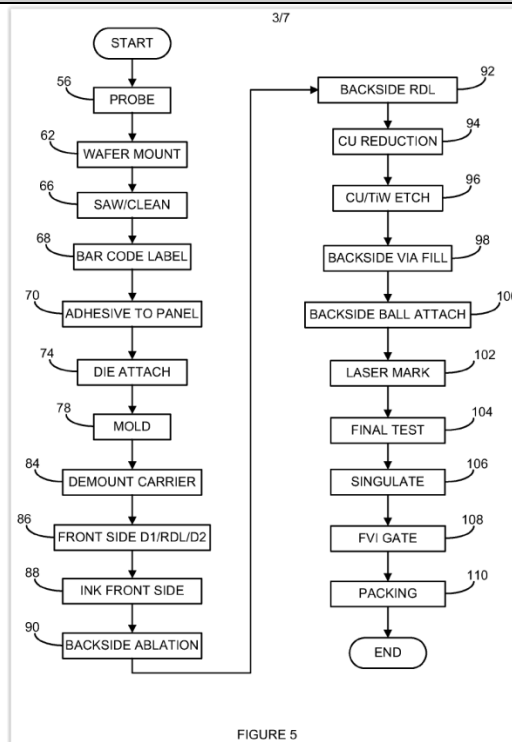 3/7
START
56
PROBE
62
WAFER MOUNT
66
SAW/CLEAN
68
BAR CODE LABEL
70
ADHESIVE TO PANEL
74
DIE ATTACH
78
MOLD
84
DEMOUNT CARRIER
86
FRONT SIDE D1/RDL/D2
88
INK FRONT SIDE
90
BACKSIDE ABLATION
92
BACKSIDE RDL
94
CU REDUCTION
96
CU/TiW ETCH
98
BACKSIDE VIA FILL
100
BACKSIDE BALL ATTACH
102
LASER MARK
104
FINAL TEST
106
SINGULATE
108
FVI GATE
110
PACKING
END
FIGURE 5